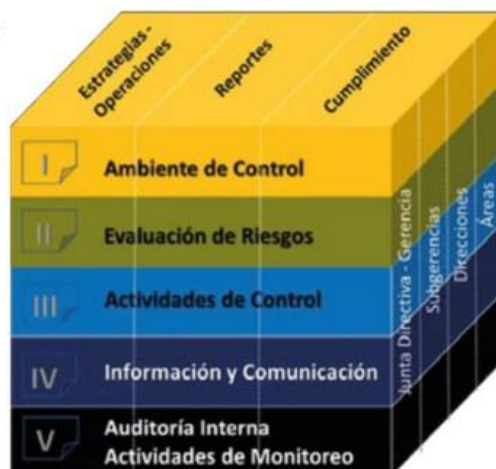 Estrategias -
Operaciones
Reportes
Cumplimiento
I
Ambiente de Control
II
Evaluación de Riesgos
III
Actividades de Control
IV
Información y Comunicación
V
Auditoría Interna
Actividades de Monitoreo
Junta Directiva - Gerencia
Subgerencias
Direcciones
Áreas